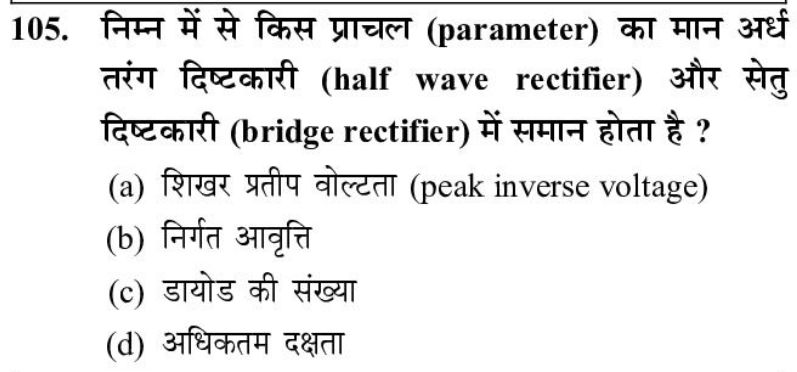 105. निम्न में से किस प्राचल (parameter) का मान अर्ध
तरंग दिष्टकारी (half wave rectifier) और सेतु
दिष्टकारी (bridge rectifier) में समान होता है ?
(a) शिखर प्रतीप वोल्टता (peak inverse voltage)
(b) निर्गत आवृत्ति
(c) डायोड की संख्या
(d) अधिकतम दक्षता